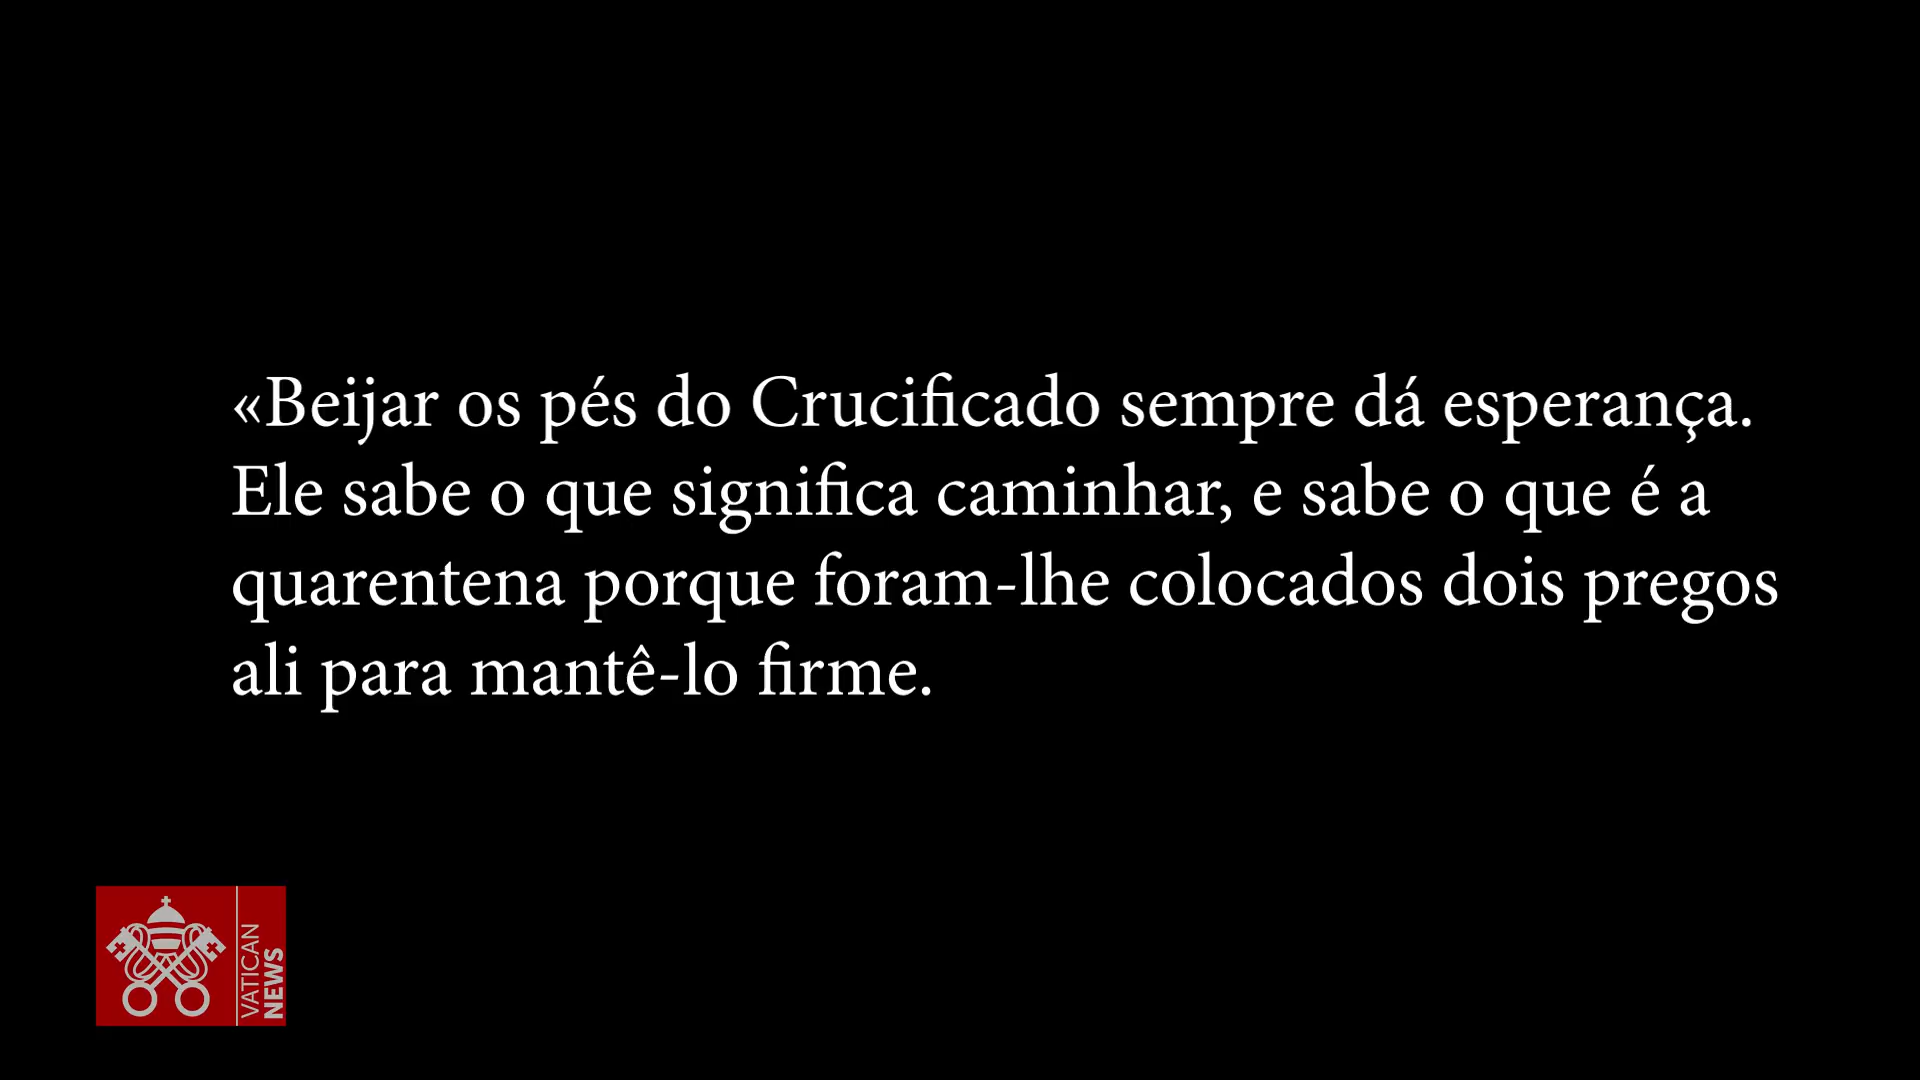 «Beijar os pés do Crucificado sempre dá esperança.
Ele sabe o que significa caminhar, e sabe o que é a
quarentena porque foram-lhe colocados dois pregos
ali para mantê-lo firme.
VATICAN
NEWS